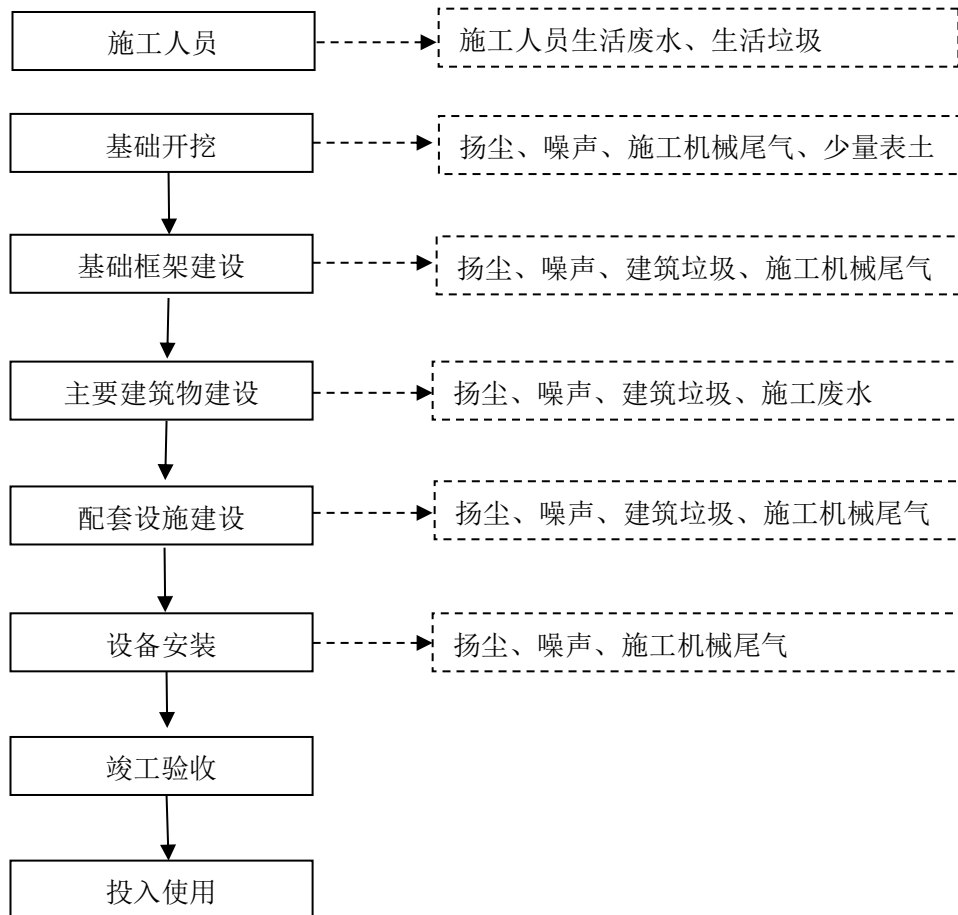 施工人员
施工人员生活废水、生活垃圾
基础开挖
扬尘、噪声、施工机械尾气、少量表土
基础框架建设
扬尘、噪声、建筑垃圾、施工机械尾气
主要建筑物建设
扬尘、噪声、建筑垃圾、施工废水
配套设施建设
扬尘、噪声、建筑垃圾、施工机械尾气
设备安装
扬尘、噪声、施工机械尾气
竣工验收
投入使用